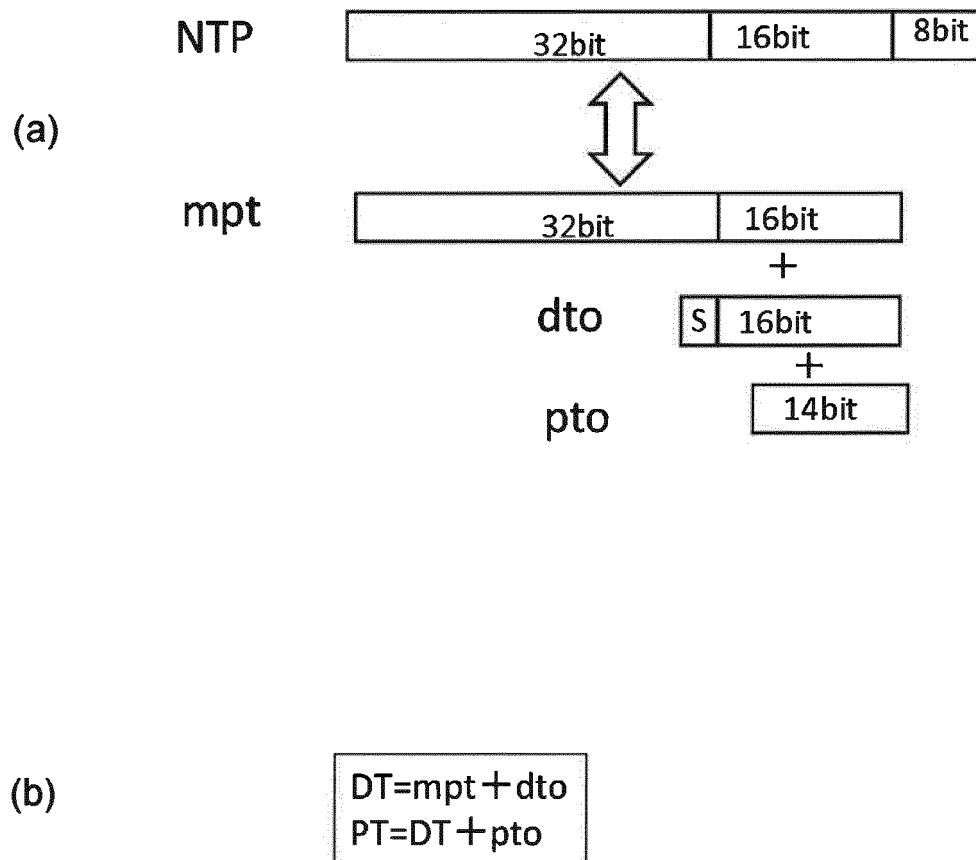 NTP 32bit 16bit 8bit
(a)
mpt 32bit 16bit
+
dto S 16bit
+
pto 14bit
(b)
DT=mpt+dto
PT=DT+pto